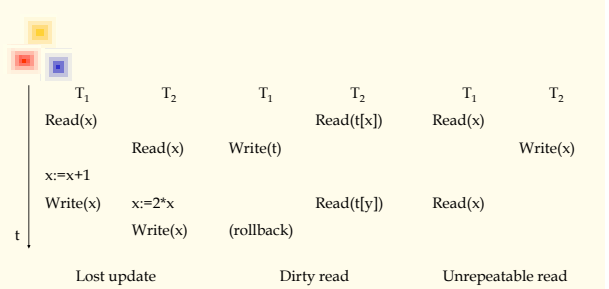 T1 T2 T1 T2 T1 T2
Read(x) Read(t[x]) Read(x)
Read(x) Write(t) Write(x)
x:=x+1
Write(x) x:=2*x Read(t[y]) Read(x)
t Write(x) (rollback)
Lost update Dirty read Unrepeatable read